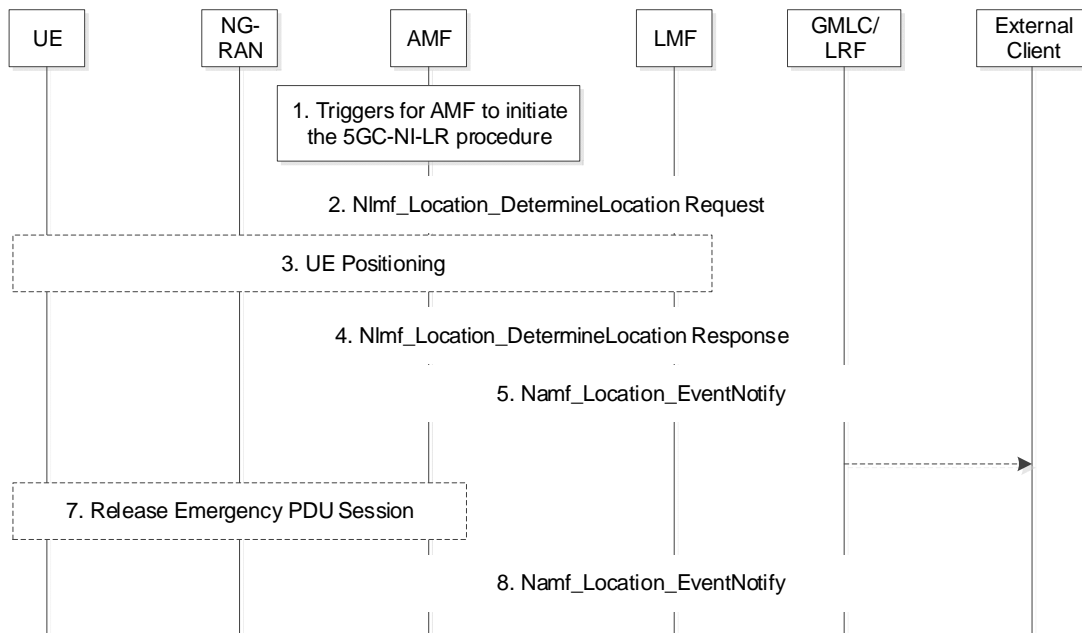 UE
NG-
RAN
AMF
LMF
GMLC/
LRF
External
Client
1. Triggers for AMF to initiate
the 5GC-NI-LR procedure
2. Nlmf_Location_DetermineLocation Request
3. UE Positioning
4. Nlmf_Location_DetermineLocation Response
5. Namf_Location_EventNotify
7. Release Emergency PDU Session
8. Namf_Location_EventNotify